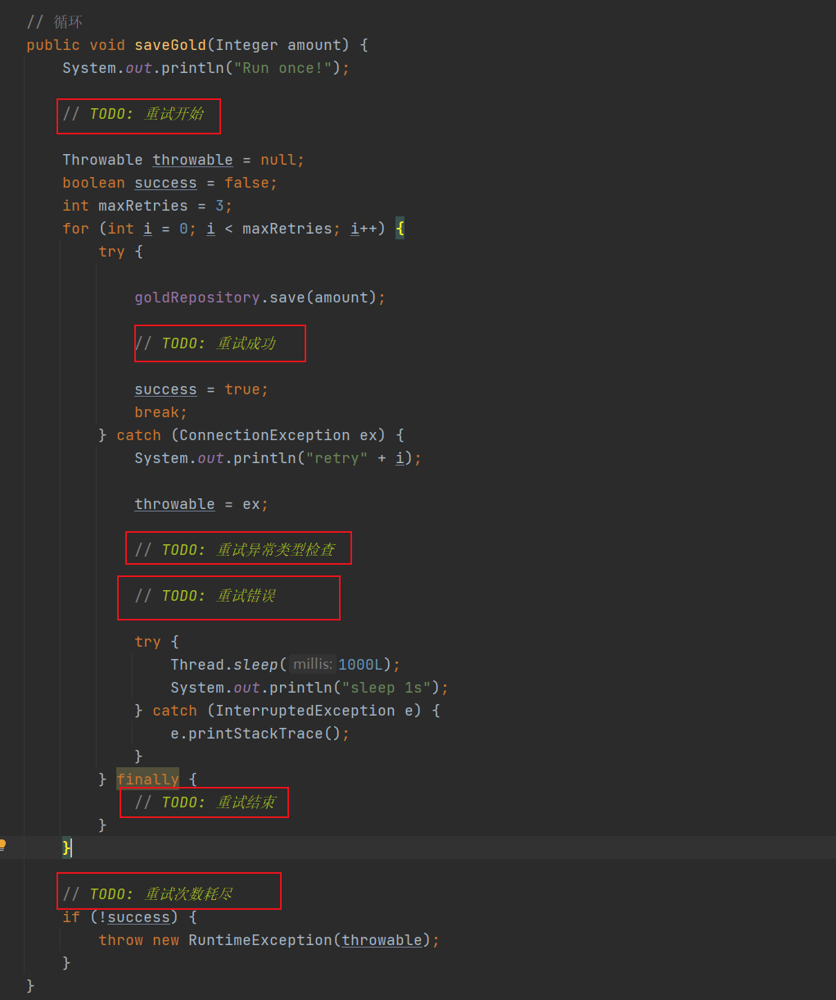 // 循环
public void saveGold(Integer amount) {
System.out.println("Run once!");
// TODO: 重试开始
Throwable throwable = null;
boolean success = false;
int maxRetries = 3;
for (int i = 0; i < maxRetries; i++) {
try {
goldRepository.save(amount);
// TODO: 重试成功
success = true;
break;
} catch (ConnectionException ex) {
System.out.println("retry" + i);
throwable = ex;
// TODO: 重试异常类型检查
// TODO: 重试错误
try {
Thread.sleep( millis: 1000L);
System.out.println("sleep 1s");
} catch (InterruptedException e) {
e.printStackTrace();
}
} finally {
// TODO: 重试结束
}
}
// TODO: 重试次数耗尽
if (!success) {
throw new RuntimeException(throwable);
}
}